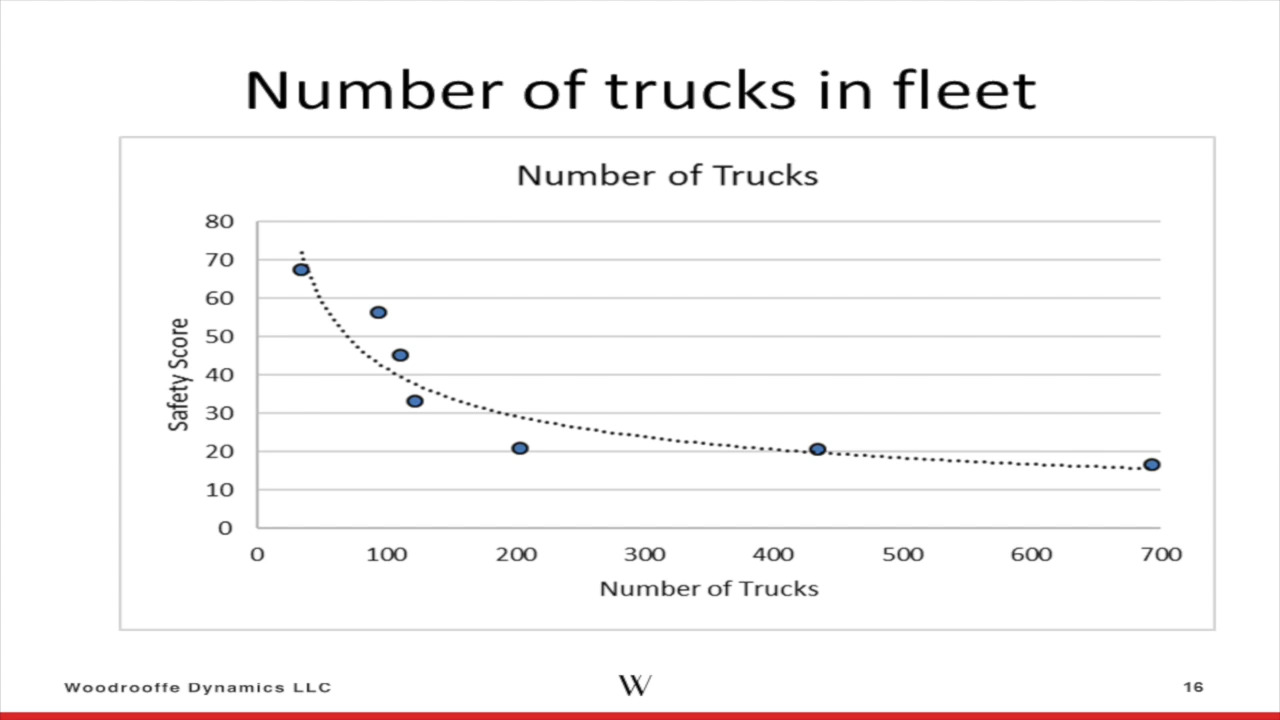 Number of trucks in fleet
Number of Trucks
80
70
60
50
40
30
20
10
0
Safety Score
0 100 200 300 400 500 600 700
Number of Trucks
Woodrooffe Dynamics LLC W 16